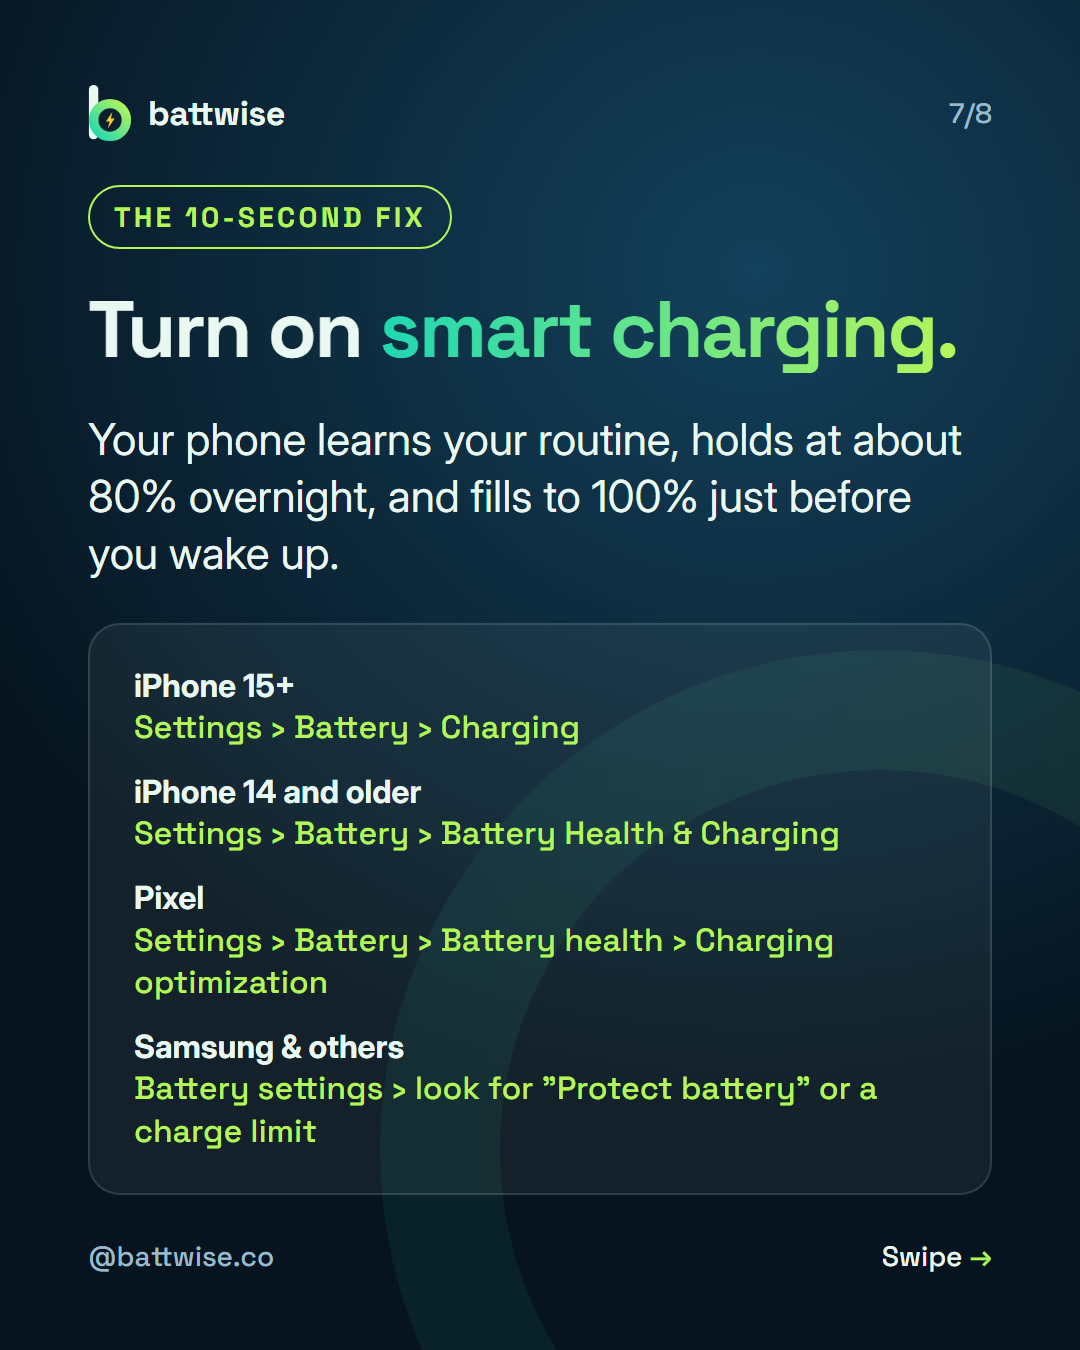 battwise
7/8
THE 10-SECOND FIX
Turn on smart charging.
Your phone learns your routine, holds at about
80% overnight, and fills to 100% just before
you wake up.
iPhone 15+
Settings > Battery > Charging
iPhone 14 and older
Settings > Battery > Battery Health & Charging
Pixel
Settings > Battery > Battery health > Charging
optimization
Samsung & others
Battery settings > look for ”Protect battery” or a
charge limit
@battwise.co
Swipe →